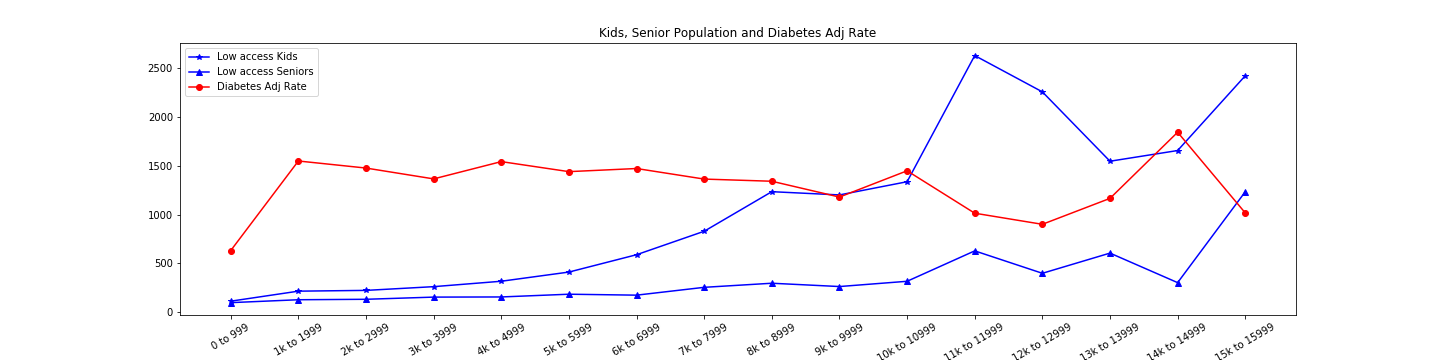 Kids, Senior Population and Diabetes Adj Rate
Low access Kids
Low access Seniors
Diabetes Adj Rate
2500
2000
1500
1000
500
0
0 to 999
1k to 1999
2k to 2999
3k to 3999
4k to 4999
5k to 5999
6k to 6999
7k to 7999
8k to 8999
9k to 9999
10k to 10999
11k to 11999
12k to 12999
13k to 13999
14k to 14999
15k to 15999